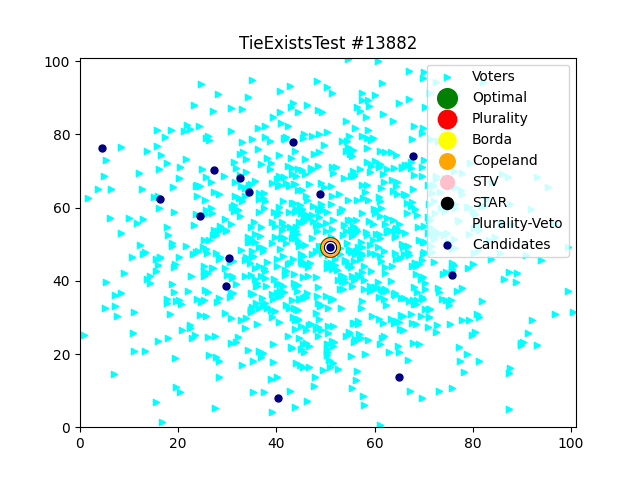 TieExistsTest #13882
100
80
60
40
20
0
0
20
40
60
80
100
Voters
Optimal
Plurality
Borda
Copeland
STV
STAR
Plurality-Veto
Candidates